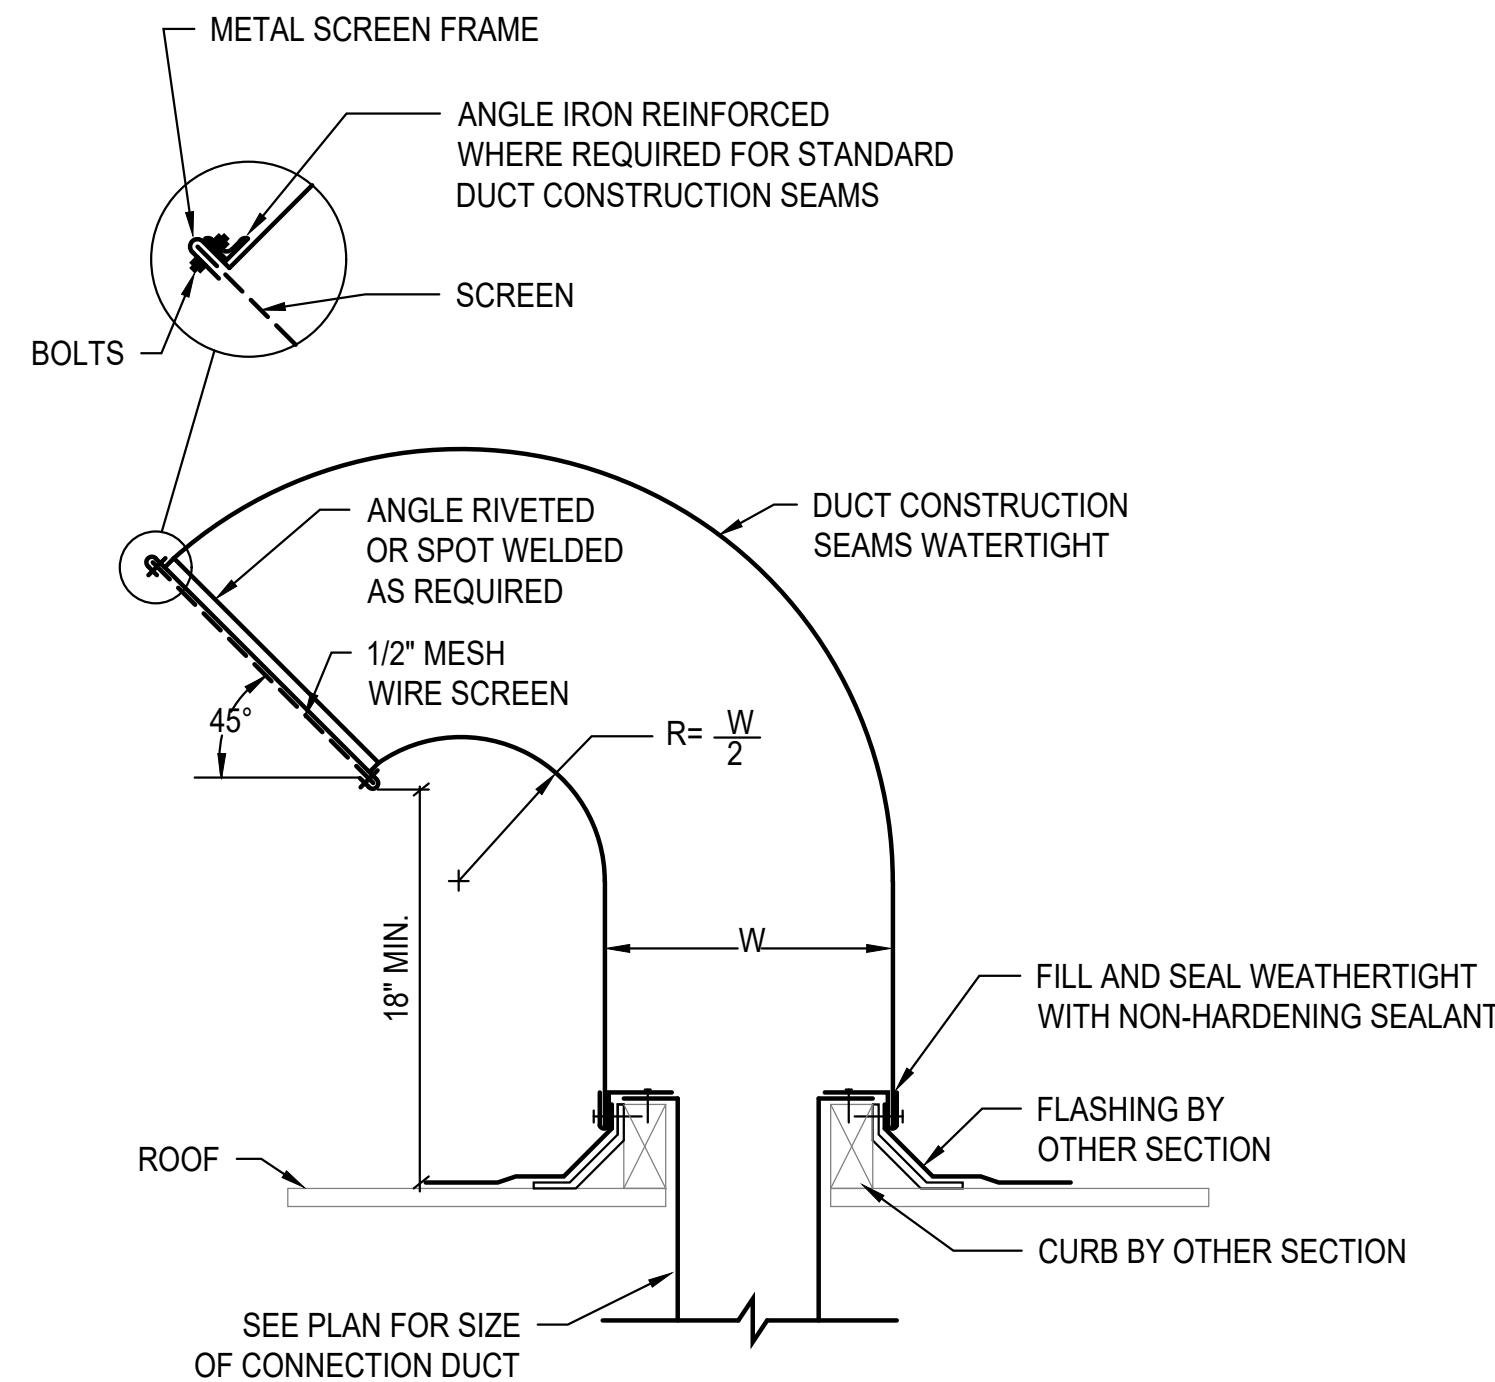 METAL SCREEN FRAME
ANGLE IRON REINFORCED
WHERE REQUIRED FOR STANDARD
DUCT CONSTRUCTION SEAMS
SCREEN
BOLTS
ANGLE RIVETED
OR SPOT WELDED
AS REQUIRED
DUCT CONSTRUCTION
SEAMS WATERTIGHT
1/2" MESH
WIRE SCREEN
45°
R= W
2
W
18" MIN.
FILL AND SEAL WEATHERTIGHT
WITH NON-HARDENING SEALANT
FLASHING BY
OTHER SECTION
ROOF
CURB BY OTHER SECTION
SEE PLAN FOR SIZE
OF CONNECTION DUCT